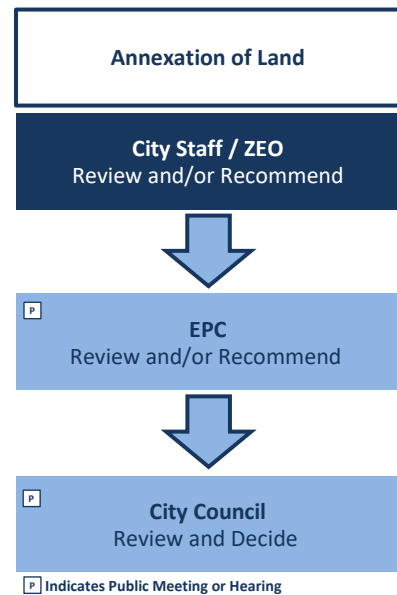 Annexation of Land
City Staff / ZEO
Review and/or Recommend
P
EPC
Review and/or Recommend
P
City Council
Review and Decide
P Indicates Public Meeting or Hearing